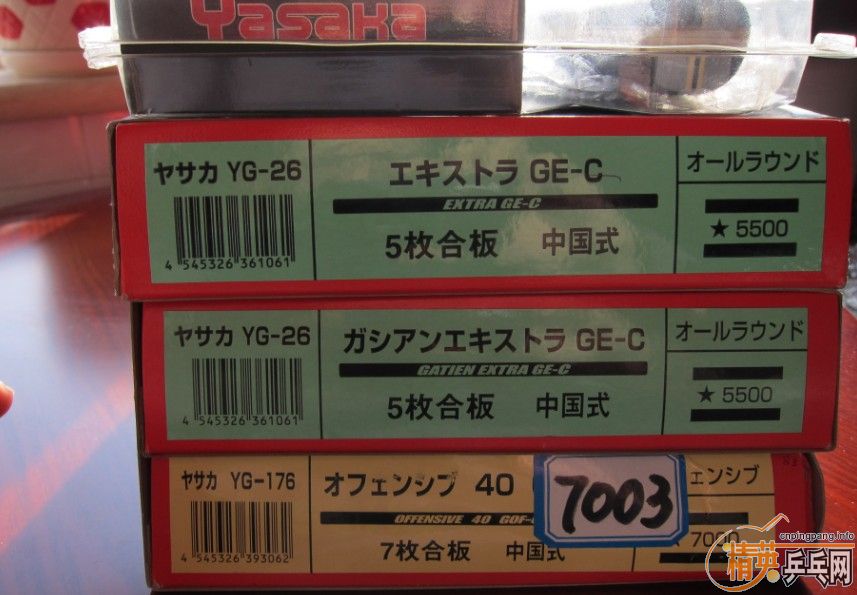 Yasaka
ヤサカ YG-26
4 545326 361061
エキストラ GE-C
EXTRA GE-C
5枚合板 中国式
オールラウンド
★ 5500
ヤサカ YG-26
4 545326 361061
ガシアンエキストラ GE-C
GATIEN EXTRA GE-C
5枚合板 中国式
オールラウンド
★ 5500
ヤサカ YG-176
4 545326 393062
オフェンシブ 40
OFFENSIVE 40
7枚合板 中国式
7003
ェンシブ
cnpingpang.info
精英乒乓网